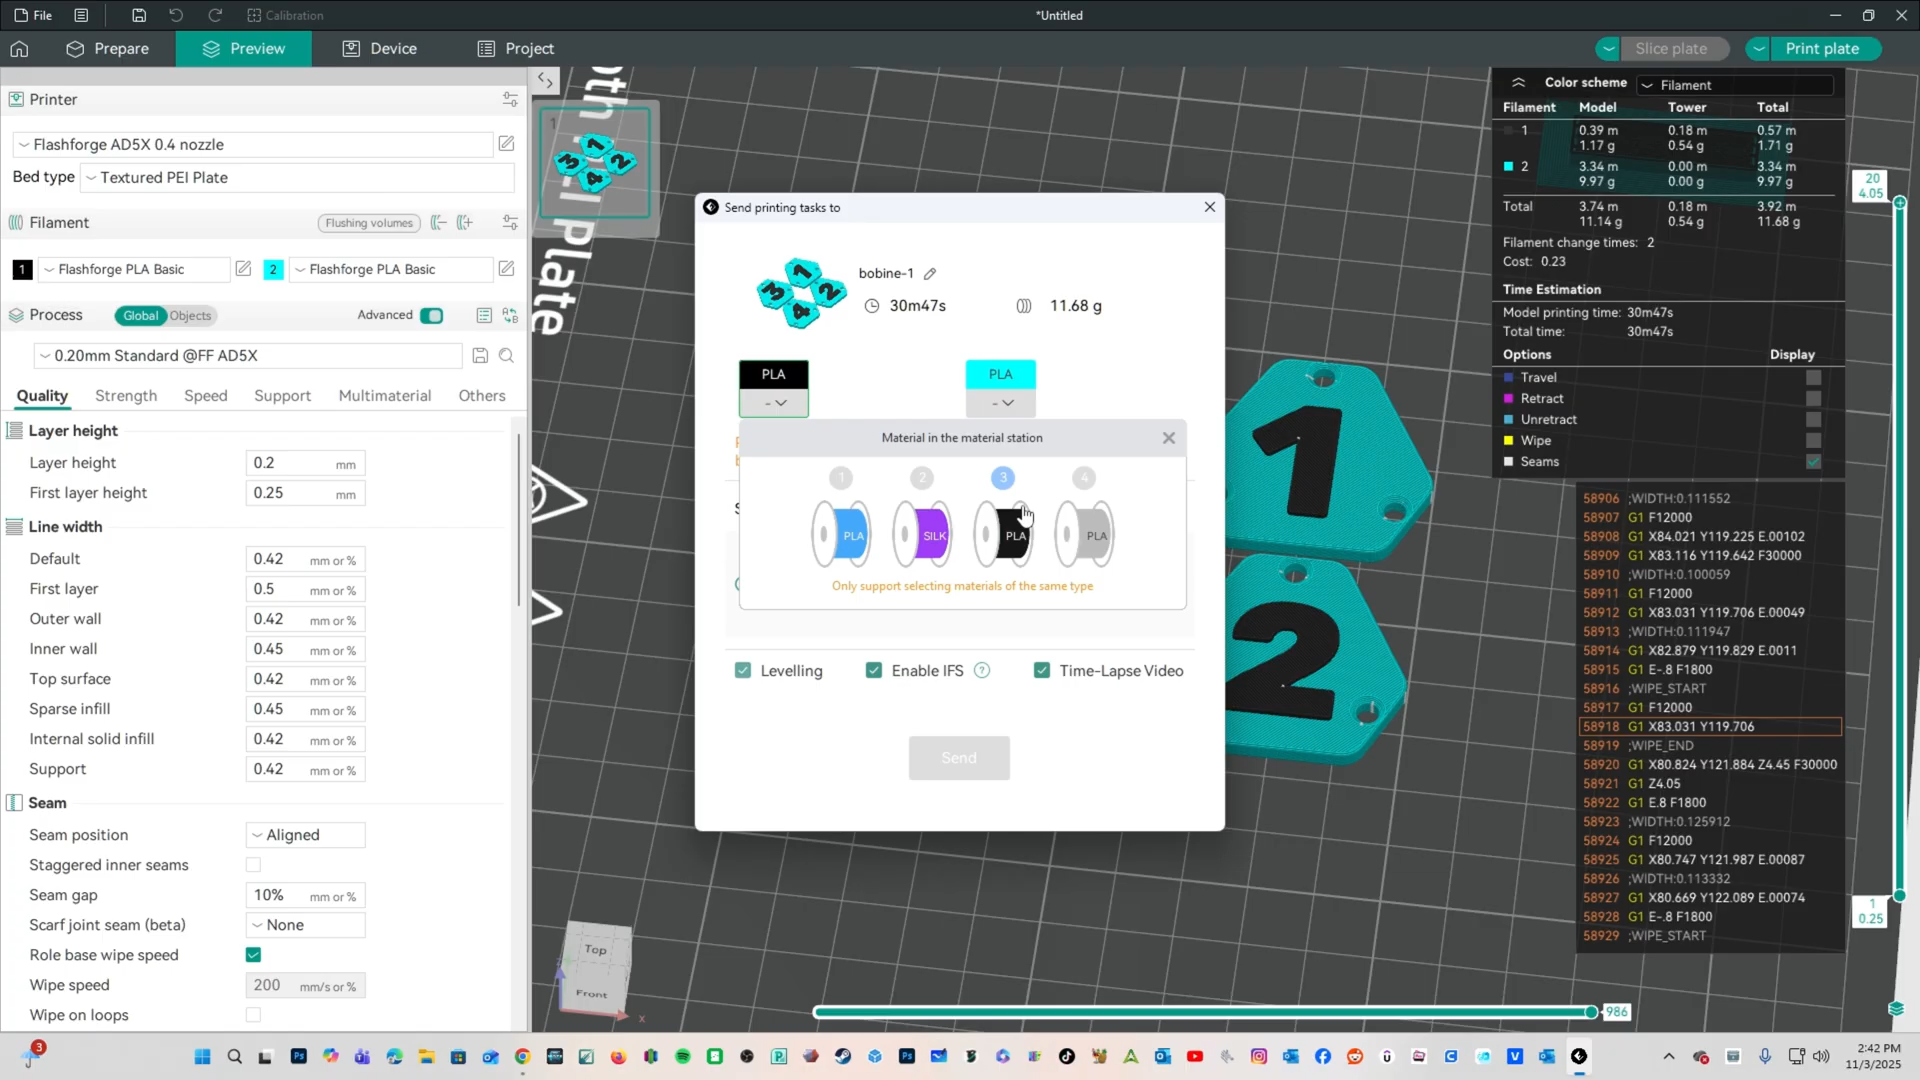 File
Calibration
*Untitled
Prepare
Preview
Device
Project
Slice plate
Print plate
Printer
Flashforge AD5X 0.4 nozzle
Bed type
Textured PEI Plate
Filament
Flushing volumes
1 Flashforge PLA Basic
2 Flashforge PLA Basic
Process Global Objects Advanced
0.20mm Standard @FF AD5X
Quality Strength Speed Support Multimaterial Others
Layer height
Layer height 0.2 mm
First layer height 0.25 mm
Line width
Default 0.42 mm or %
First layer 0.5 mm or %
Outer wall 0.42 mm or %
Inner wall 0.45 mm or %
Top surface 0.42 mm or %
Sparse infill 0.45 mm or %
Internal solid infill 0.42 mm or %
Support 0.42 mm or %
Seam
Seam position Aligned
Staggered inner seams
Seam gap 10% mm or %
Scarf joint seam (beta) None
Role base wipe speed
Wipe speed 200 mm/s or %
Wipe on loops
1
1 2 3 4
Plate
Send printing tasks to
1 2 3 4
bobine-1
30m47s 11.68 g
PLA PLA
- -
Material in the material station
1 2 3 4
PLA SILK PLA PLA
Only support selecting materials of the same type
Levelling Enable IFS ? Time-Lapse Video
Send
1
2
Top
Front
x
986
Color scheme Filament
Filament Model Tower Total
1 0.39 m 0.18 m 0.57 m
1.17 g 0.54 g 1.71 g
2 3.34 m 0.00 m 3.34 m
9.97 g 0.00 g 9.97 g
Total 3.74 m 0.18 m 3.92 m
11.14 g 0.54 g 11.68 g
Filament change times: 2
Cost: 0.23
Time Estimation
Model printing time: 30m47s
Total time: 30m47s
Options Display
Travel
Retract
Unretract
Wipe
Seams
20
4.05
58906 ;WIDTH:0.111552
58907 G1 F12000
58908 G1 X84.021 Y119.225 E.00102
58909 G1 X83.116 Y119.642 F30000
58910 ;WIDTH:0.100059
58911 G1 F12000
58912 G1 X83.031 Y119.706 E.00049
58913 ;WIDTH:0.111947
58914 G1 X82.879 Y119.829 E.0011
58915 G1 E-.8 F1800
58916 ;WIPE_START
58917 G1 F12000
58918 G1 X83.031 Y119.706
58919 ;WIPE_END
58920 G1 X80.824 Y121.884 Z4.45 F30000
58921 G1 Z4.05
58922 G1 E.8 F1800
58923 ;WIDTH:0.125912
58924 G1 F12000
58925 G1 X80.747 Y121.987 E.00087
58926 ;WIDTH:0.113332
58927 G1 X80.669 Y122.089 E.00074
58928 G1 E-.8 F1800
58929 ;WIPE_START
1
0.25
3
2:42 PM
11/3/2025